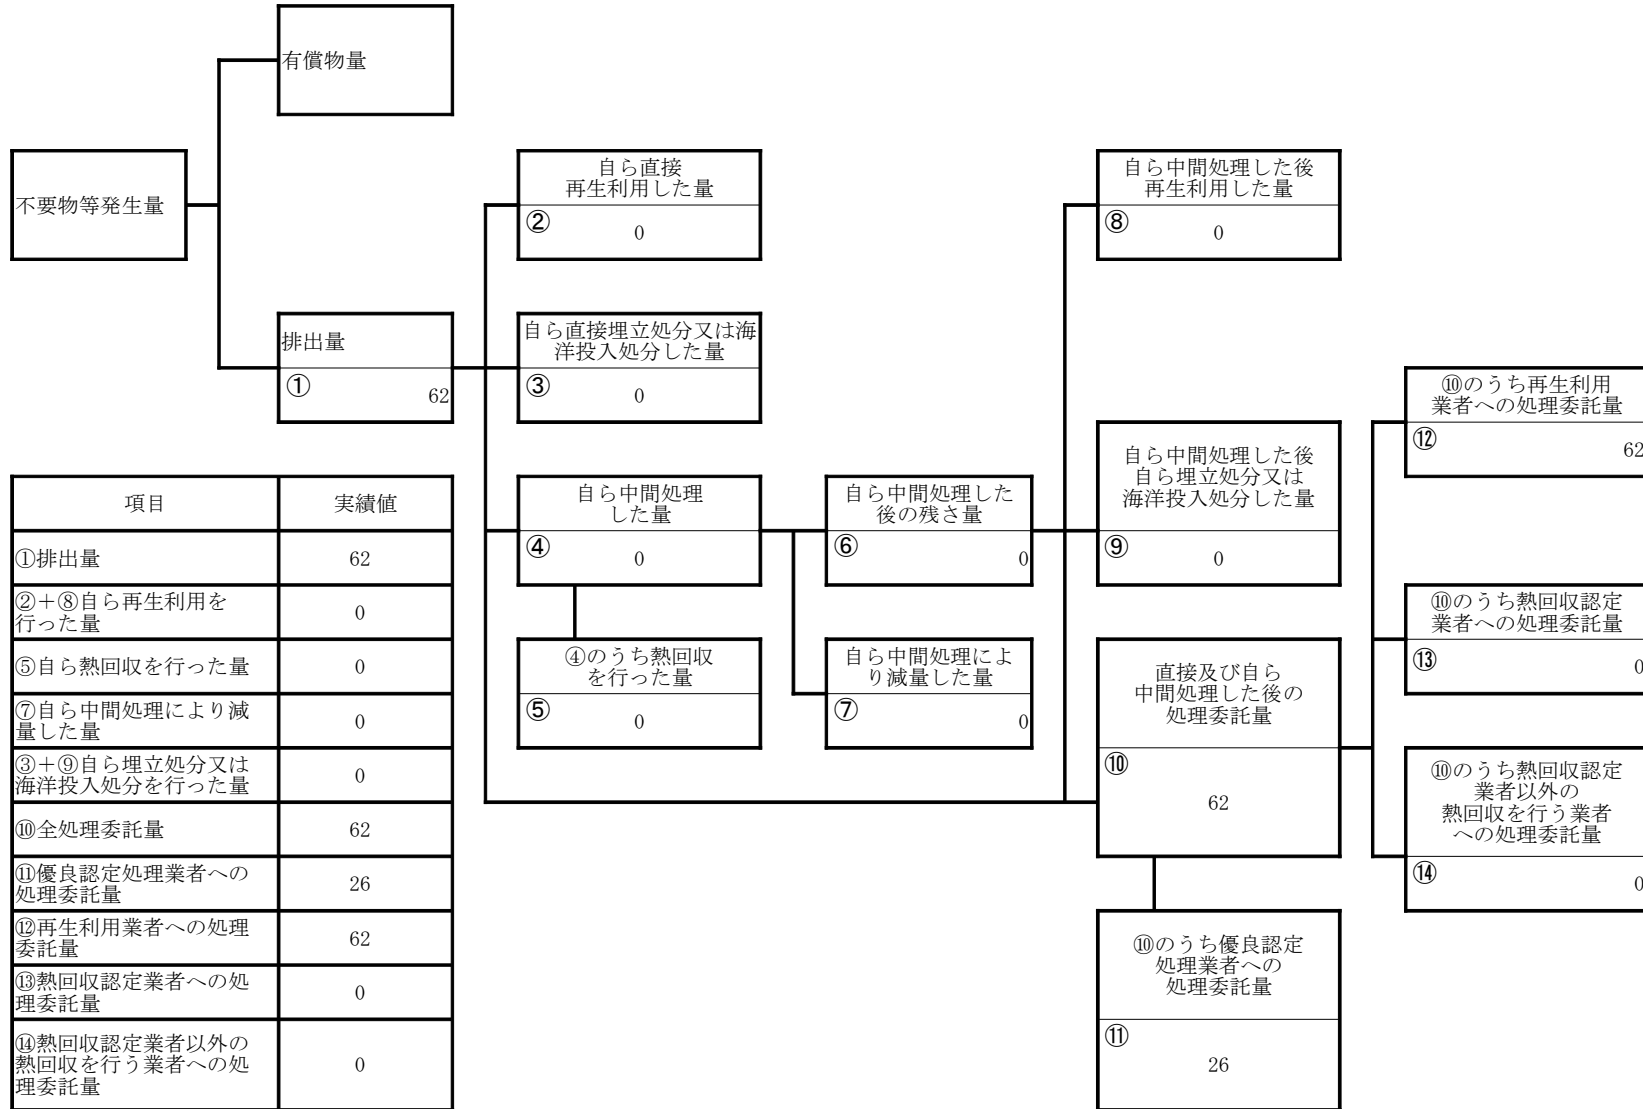 有償物量
不要物等発生量
自ら直接
再生利用した量
②
0
自ら中間処理した後
再生利用した量
⑧
0
排出量
①
62
自ら直接埋立処分又は海
洋投入処分した量
③
0
⑩のうち再生利用
業者への処理委託量
⑫
62
自ら中間処理した後
自ら埋立処分又は
海洋投入処分した量
⑨
0
自ら中間処理
した量
④
0
自ら中間処理した
後の残さ量
⑥
0
④のうち熱回収
を行った量
⑤
0
自ら中間処理によ
り減量した量
⑦
0
直接及び自ら
中間処理した後の
処理委託量
⑩
62
⑩のうち熱回収認定
業者への処理委託量
⑬
0
⑩のうち熱回収認定
業者以外の
熱回収を行う業者
への処理委託量
⑭
0
⑩のうち優良認定
処理業者への
処理委託量
⑪
26
項目 実績値
①排出量 62
②＋⑧自ら再生利用を
行った量 0
⑤自ら熱回収を行った量 0
⑦自ら中間処理により減
量した量 0
③＋⑨自ら埋立処分又は
海洋投入処分を行った量 0
⑩全処理委託量 62
⑪優良認定処理業者への
処理委託量 26
⑫再生利用業者への処理
委託量 62
⑬熱回収認定業者への処
理委託量 0
⑭熱回収認定業者以外の
熱回収を行う業者への処
理委託量 0